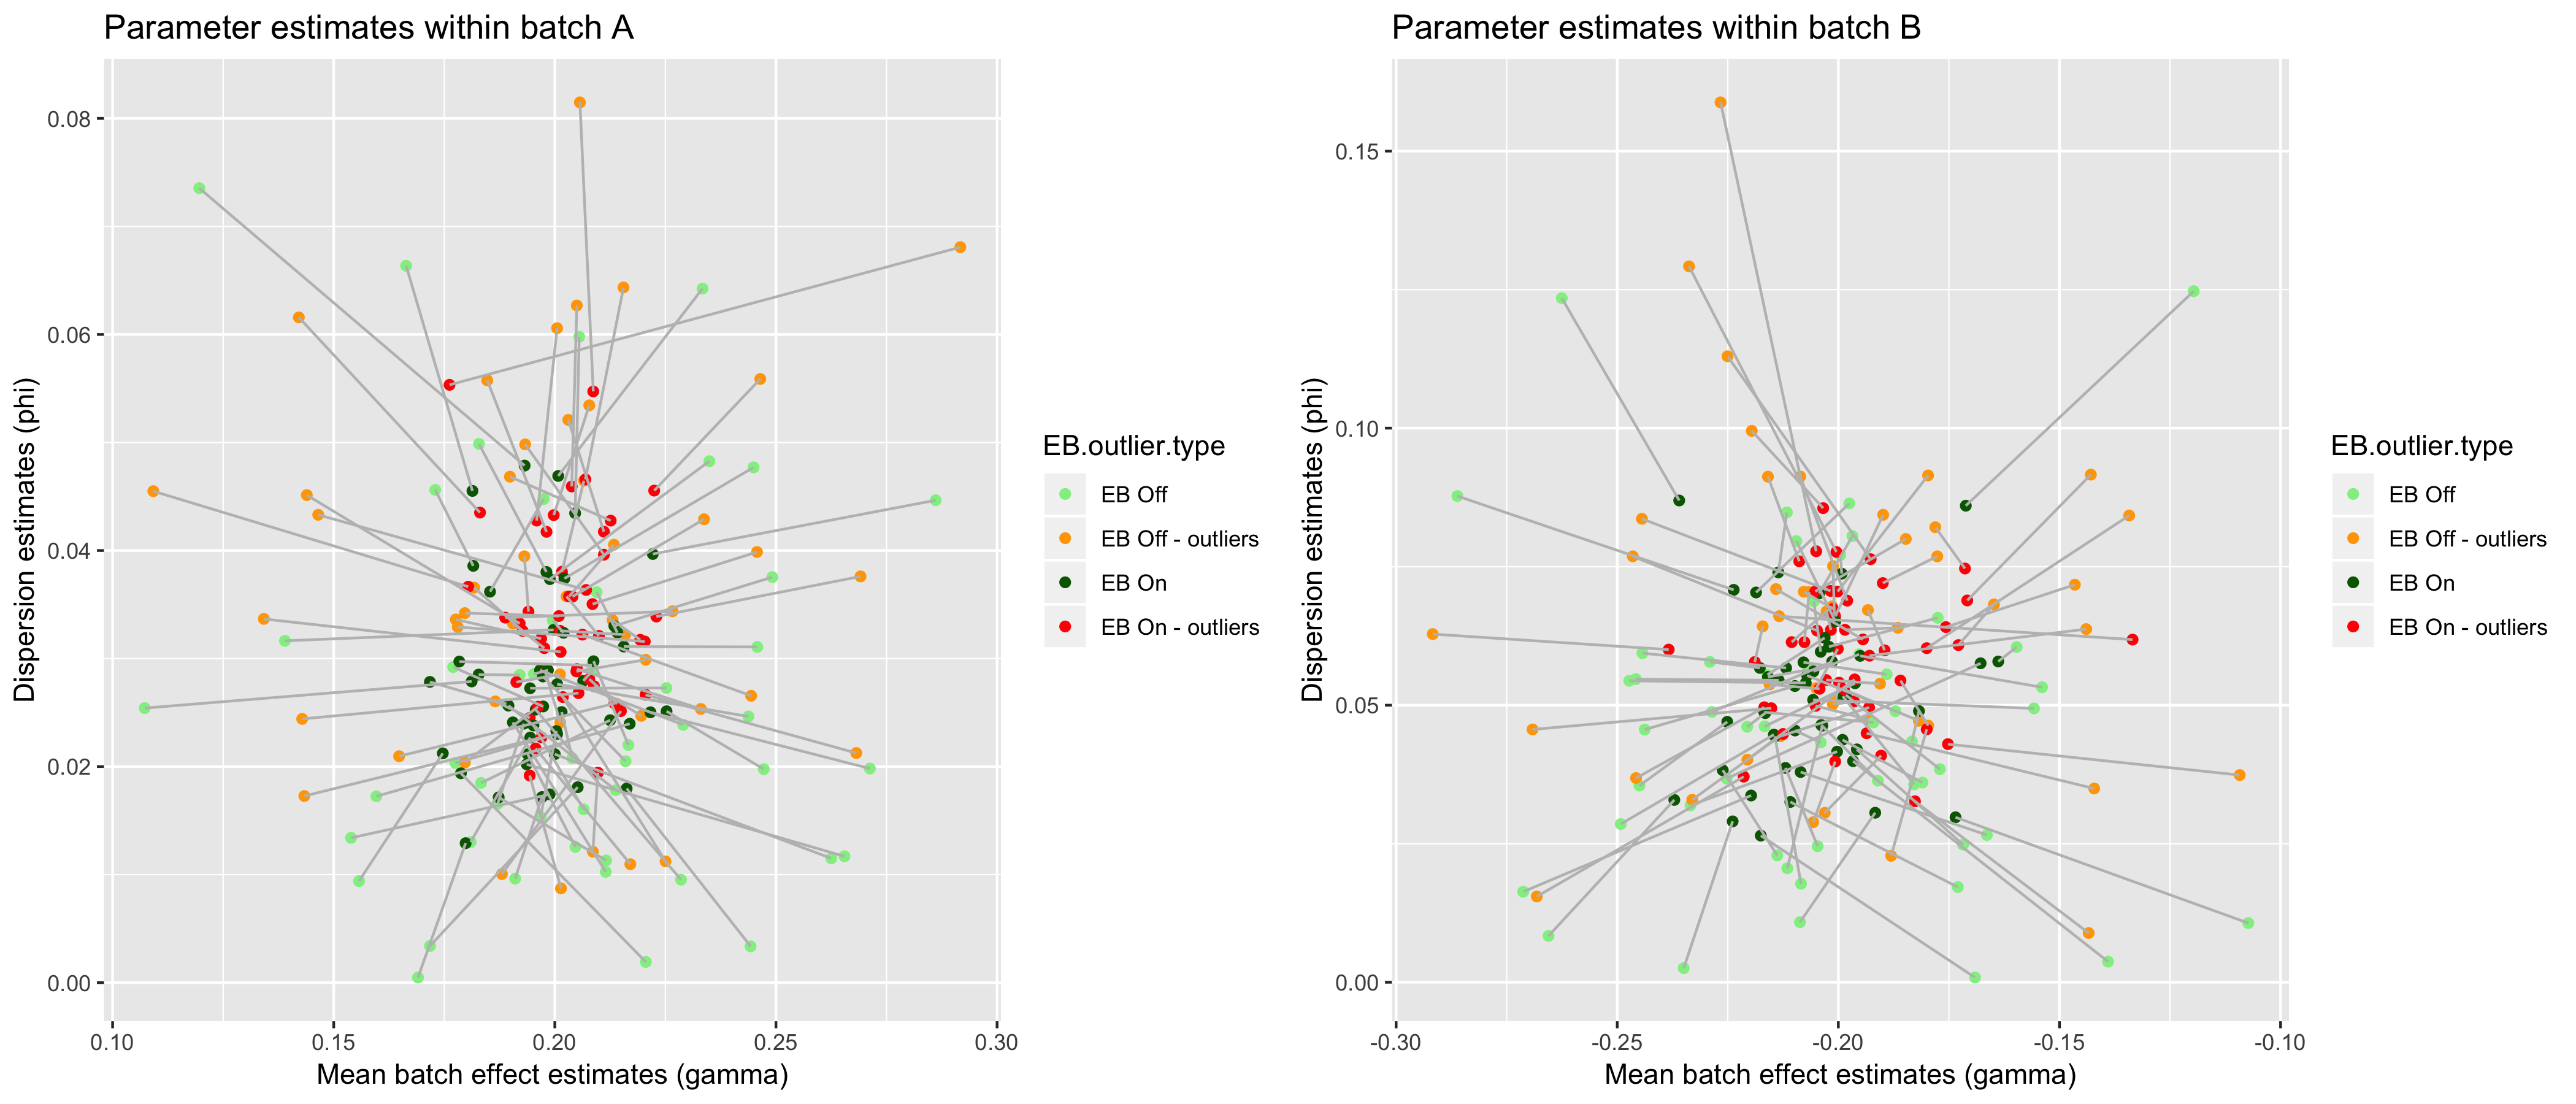 Parameter estimates within batch A
Dispersion estimates (phi)
0.08
0.06
0.04
0.02
0.00
0.10 0.15 0.20 0.25 0.30
Mean batch effect estimates (gamma)
EB.outlier.type
EB Off
EB Off - outliers
EB On
EB On - outliers
Parameter estimates within batch B
Dispersion estimates (phi)
0.15
0.10
0.05
0.00
-0.30 -0.25 -0.20 -0.15 -0.10
Mean batch effect estimates (gamma)
EB.outlier.type
EB Off
EB Off - outliers
EB On
EB On - outliers